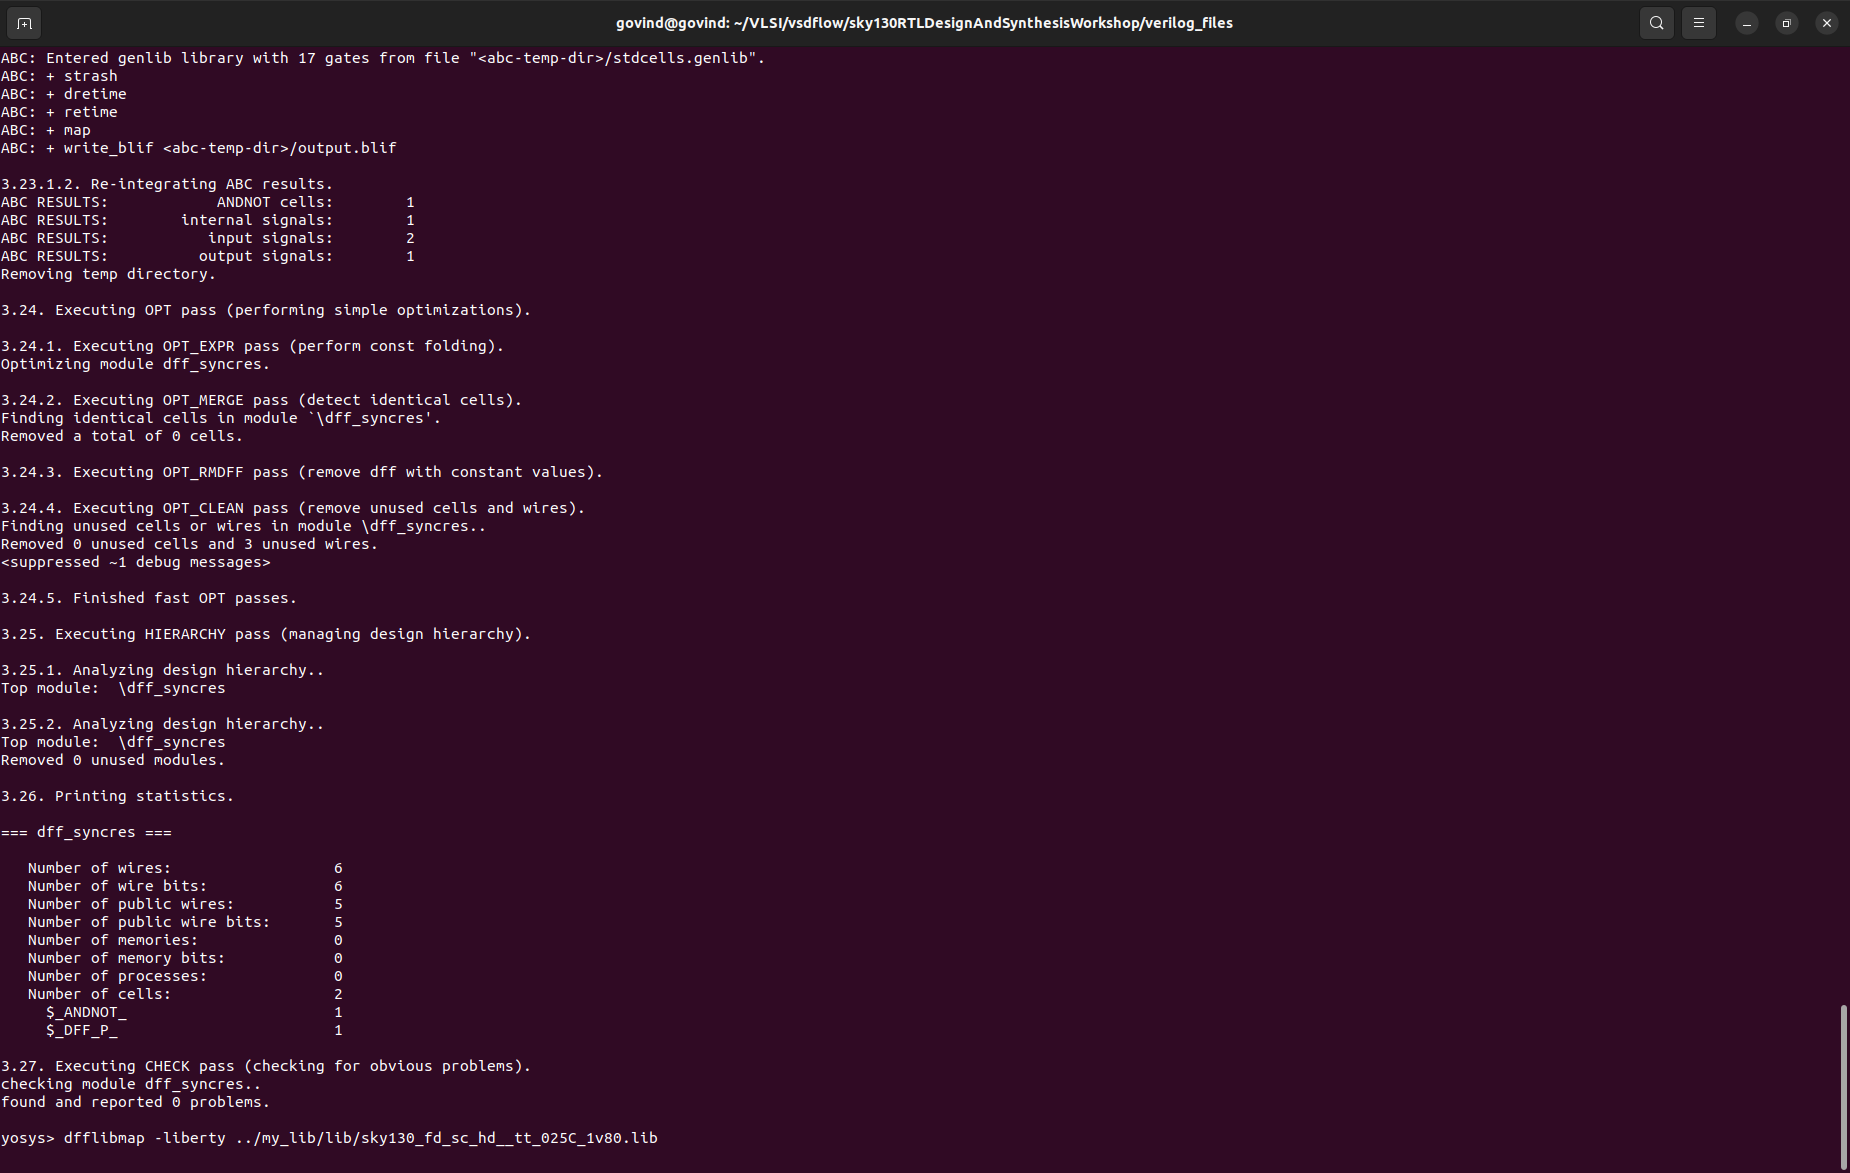 govind@govind: ~/VLSI/vsdflow/sky130RTLDesignAndSynthesisWorkshop/verilog_files
ABC: Entered genlib library with 17 gates from file "<abc-temp-dir>/stdcells.genlib".
ABC: + strash
ABC: + dretime
ABC: + retime
ABC: + map
ABC: + write_blif <abc-temp-dir>/output.blif

3.23.1.2. Re-integrating ABC results.
ABC RESULTS:            ANDNOT cells:        1
ABC RESULTS:        internal signals:        1
ABC RESULTS:           input signals:        2
ABC RESULTS:          output signals:        1
Removing temp directory.

3.24. Executing OPT pass (performing simple optimizations).

3.24.1. Executing OPT_EXPR pass (perform const folding).
Optimizing module dff_syncres.

3.24.2. Executing OPT_MERGE pass (detect identical cells).
Finding identical cells in module `\dff_syncres'.
Removed a total of 0 cells.

3.24.3. Executing OPT_RMDFF pass (remove dff with constant values).

3.24.4. Executing OPT_CLEAN pass (remove unused cells and wires).
Finding unused cells or wires in module \dff_syncres..
Removed 0 unused cells and 3 unused wires.
<suppressed ~1 debug messages>

3.24.5. Finished fast OPT passes.

3.25. Executing HIERARCHY pass (managing design hierarchy).

3.25.1. Analyzing design hierarchy..
Top module:  \dff_syncres

3.25.2. Analyzing design hierarchy..
Top module:  \dff_syncres
Removed 0 unused modules.

3.26. Printing statistics.

=== dff_syncres ===

   Number of wires:                  6
   Number of wire bits:              6
   Number of public wires:           5
   Number of public wire bits:       5
   Number of memories:               0
   Number of memory bits:            0
   Number of processes:              0
   Number of cells:                  2
     $_ANDNOT_                       1
     $_DFF_P_                        1

3.27. Executing CHECK pass (checking for obvious problems).
checking module dff_syncres..
found and reported 0 problems.

yosys> dfflibmap -liberty ../my_lib/lib/sky130_fd_sc_hd__tt_025C_1v80.lib